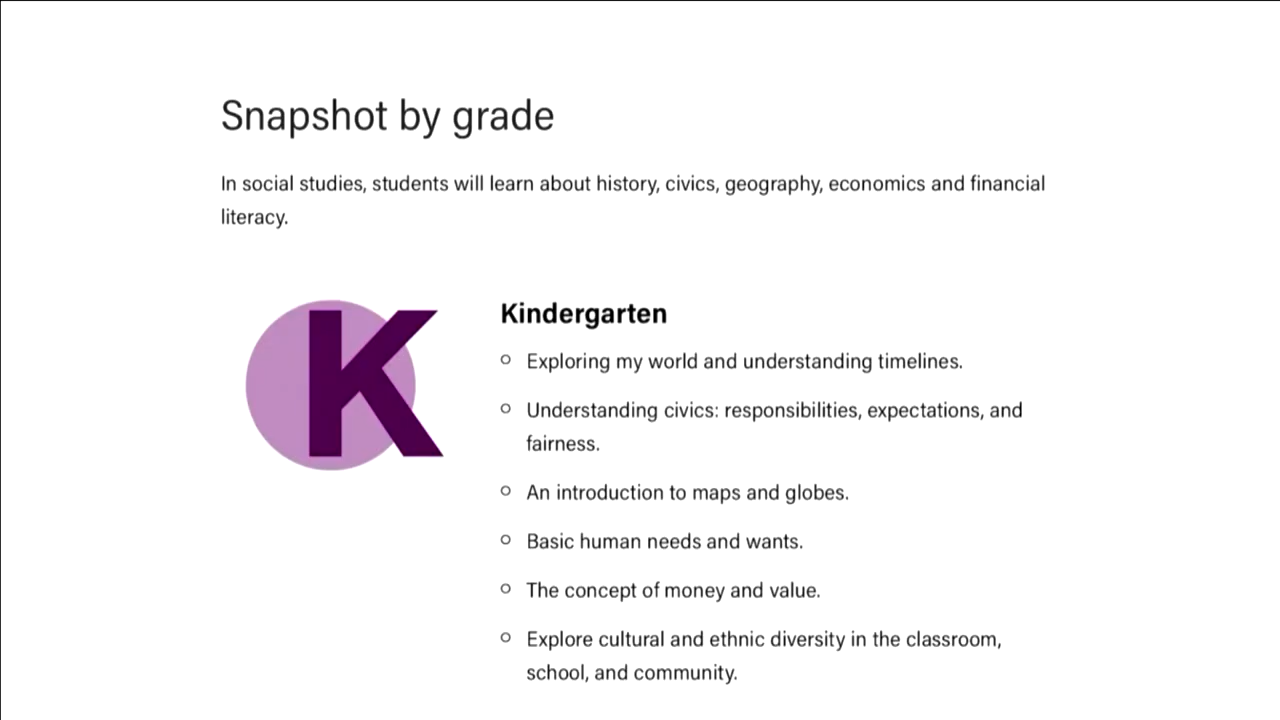 Snapshot by grade
In social studies, students will learn about history, civics, geography, economics and financial
literacy.
K
Kindergarten
Exploring my world and understanding timelines.
Understanding civics: responsibilities, expectations, and
fairness.
An introduction to maps and globes.
Basic human needs and wants.
The concept of money and value.
Explore cultural and ethnic diversity in the classroom,
school, and community.